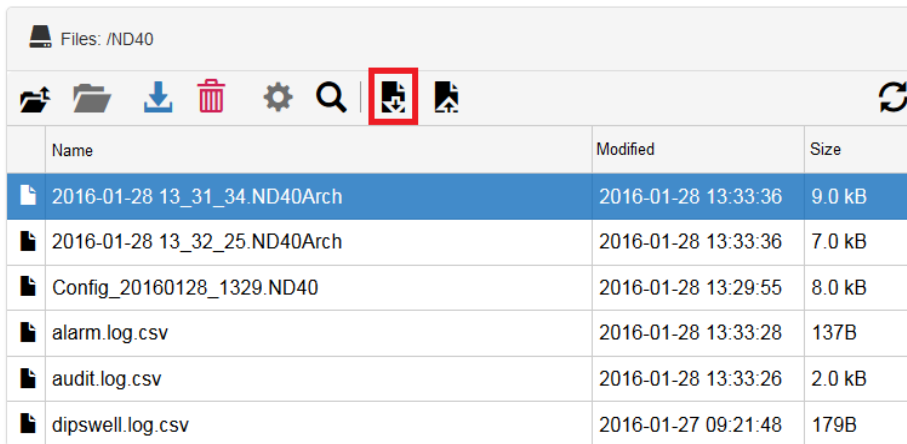 Files: /ND40
Name Modified Size
2016-01-28 13_31_34.ND40Arch 2016-01-28 13:33:36 9.0 kB
2016-01-28 13_32_25.ND40Arch 2016-01-28 13:33:36 7.0 kB
Config_20160128_1329.ND40 2016-01-28 13:29:55 8.0 kB
alarm.log.csv 2016-01-28 13:33:28 137B
audit.log.csv 2016-01-28 13:33:26 2.0 kB
dipswell.log.csv 2016-01-27 09:21:48 179B